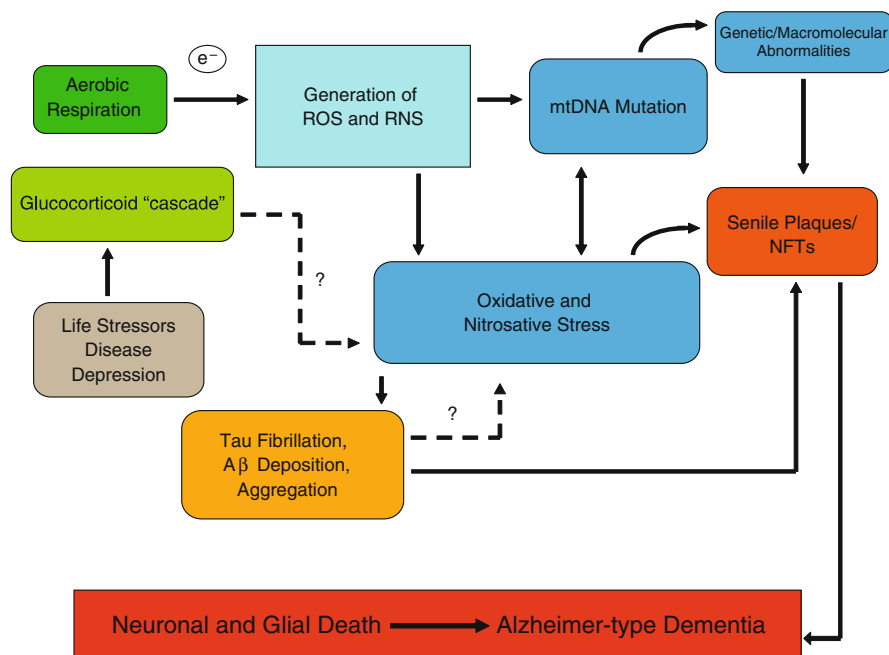 e⁻
Aerobic
Respiration
Generation of
ROS and RNS
mtDNA Mutation
Genetic/Macromolecular
Abnormalities
Glucocorticoid “cascade”
?
Senile Plaques/
NFTs
Oxidative and
Nitrosative Stress
Life Stressors
Disease
Depression
?
Tau Fibrillation,
Aβ Deposition,
Aggregation
Neuronal and Glial Death
Alzheimer-type Dementia